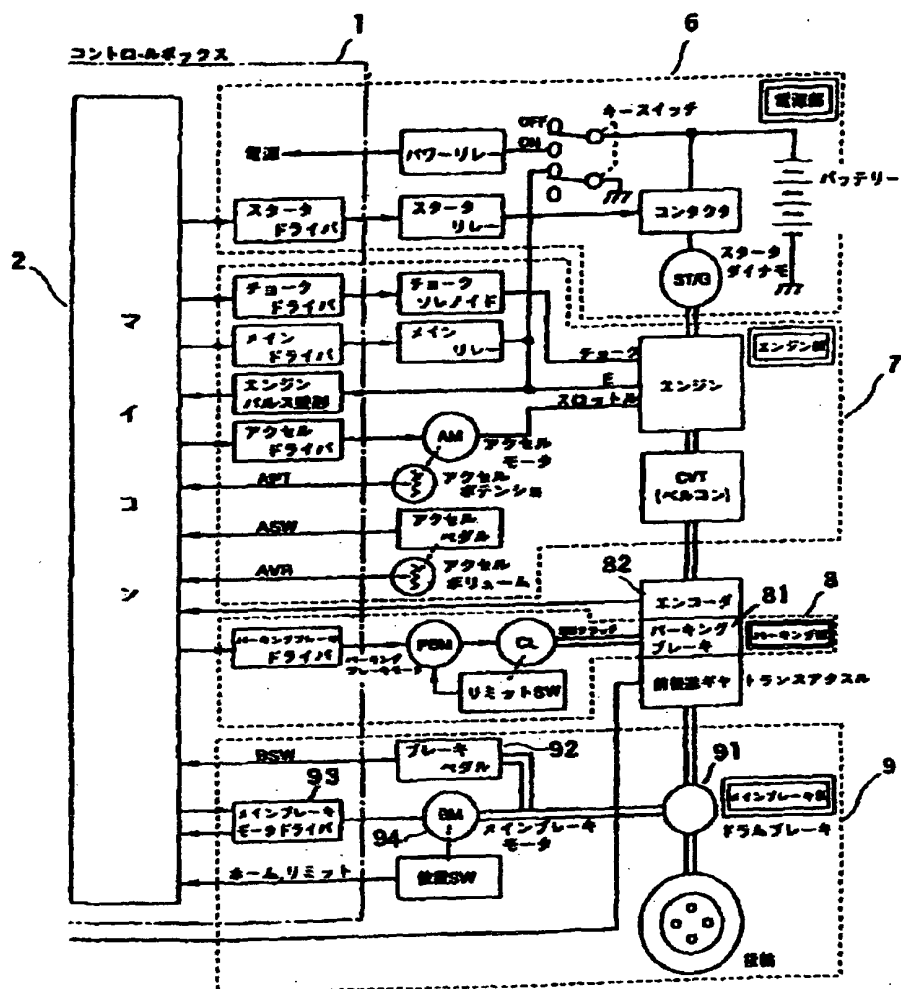 1
コントロールボックス
6
電源部
キースイッチ
OFF
ON
電源
パワーリレー
バッテリー
スタータ
ドライバ
スタータ
リレー
コンタクタ
2
スタータ
ダイナモ
ST/G
チョーク
ドライバ
チョーク
ソレノイド
マイコン
メイン
ドライバ
メイン
リレー
チョーク
エンジン部
7
エンジン
パルス整形
E
エンジン
スロットル
アクセル
ドライバ
AM
アクセル
モータ
APT
アクセル
ポテンショ
CVT
(ベルコン)
ASW
アクセル
ペダル
AVR
アクセル
ボリューム
82
エンコーダ
81
8
パーキングブレーキ
ドライバ
パーキング
ブレーキモータ
PBM
CL
パーキング
ブレーキ
パーキング部
リミットSW
前後進ギヤ
トランスアクスル
BSW
ブレーキ
ペダル
92
91
9
93
メインブレーキ
モータドライバ
BM
94
メインブレーキ
モータ
メインブレーキ部
ドラムブレーキ
ホーム、リミット
位置SW
後輪